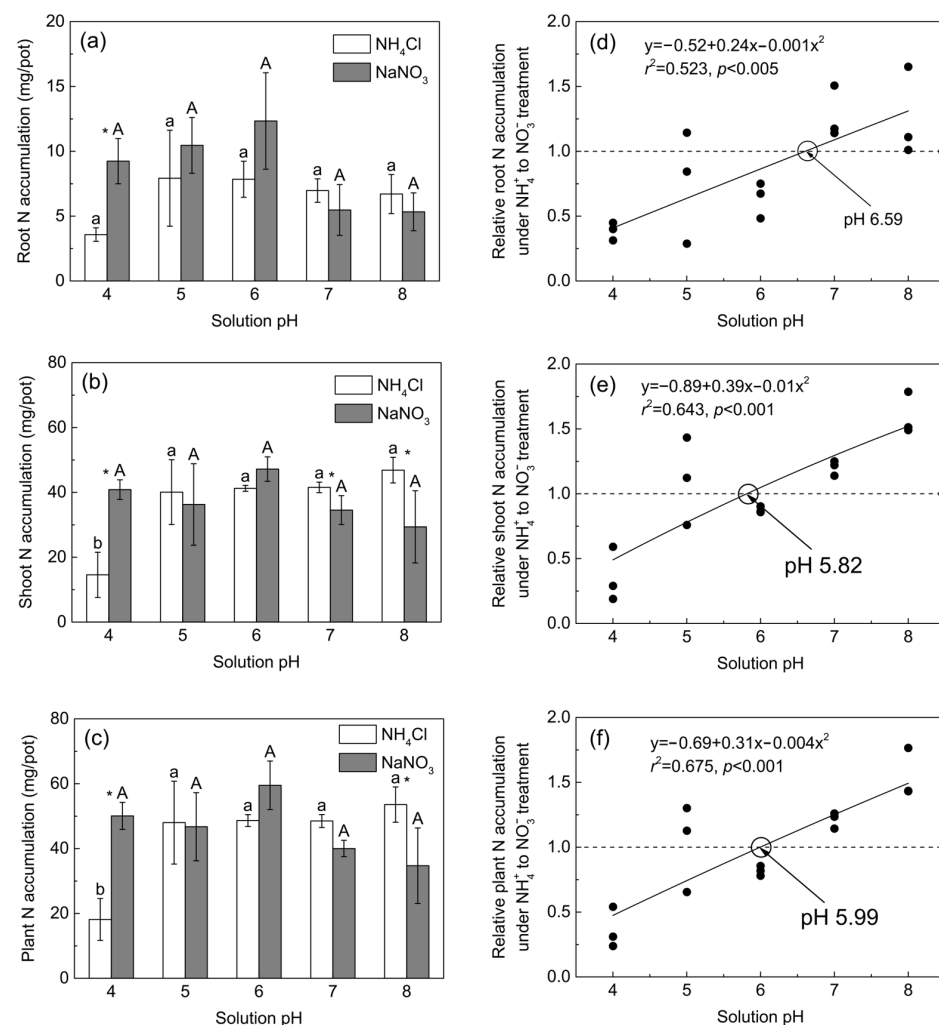 (a)
NH₄Cl
NaNO₃
Root N accumulation (mg/pot)
20
15
10
5
0
a
* A
a
A
a
A
a
A
a
A
4 5 6 7 8
Solution pH
(d)
y=−0.52+0.24x−0.001x²
r²=0.523, p<0.005
Relative root N accumulation
under NH₄⁺ to NO₃⁻ treatment
2.0
1.5
1.0
0.5
0.0
pH 6.59
4 5 6 7 8
Solution pH
(b)
NH₄Cl
NaNO₃
Shoot N accumulation (mg/pot)
80
60
40
20
0
b
* A
a
A
a
A
a *
A
a *
A
4 5 6 7 8
Solution pH
(e)
y=−0.89+0.39x−0.01x²
r²=0.643, p<0.001
Relative shoot N accumulation
under NH₄⁺ to NO₃⁻ treatment
2.0
1.5
1.0
0.5
0.0
pH 5.82
4 5 6 7 8
Solution pH
(c)
NH₄Cl
NaNO₃
Plant N accumulation (mg/pot)
80
60
40
20
0
b
* A
a
A
a
A
a
A
a *
A
4 5 6 7 8
Solution pH
(f)
y=−0.69+0.31x−0.004x²
r²=0.675, p<0.001
Relative plant N accumulation
under NH₄⁺ to NO₃⁻ treatment
2.0
1.5
1.0
0.5
0.0
pH 5.99
4 5 6 7 8
Solution pH